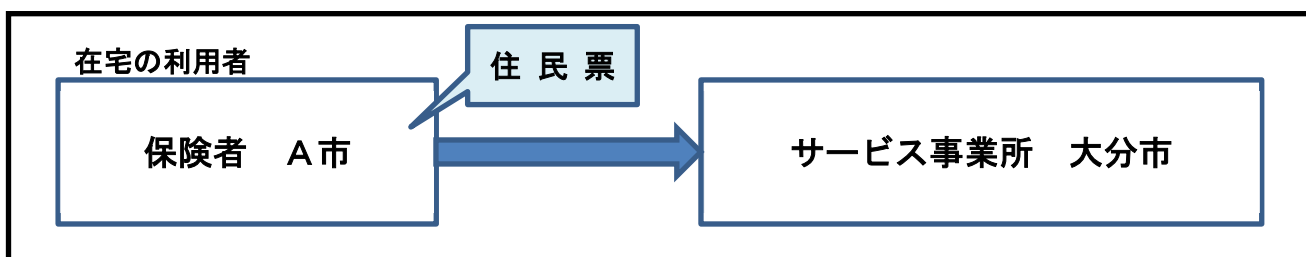 在宅の利用者
住 民 票
保険者　A市
サービス事業所　大分市